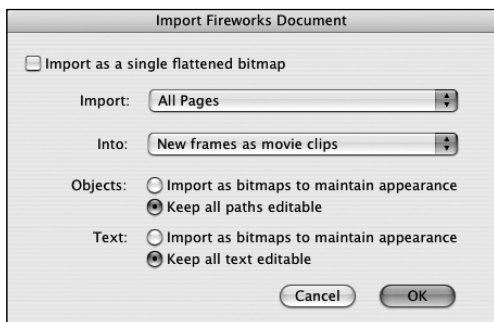 Import Fireworks Document
Import as a single flattened bitmap
Import: All Pages
Into: New frames as movie clips
Objects: Import as bitmaps to maintain appearance
Keep all paths editable
Text: Import as bitmaps to maintain appearance
Keep all text editable
Cancel OK